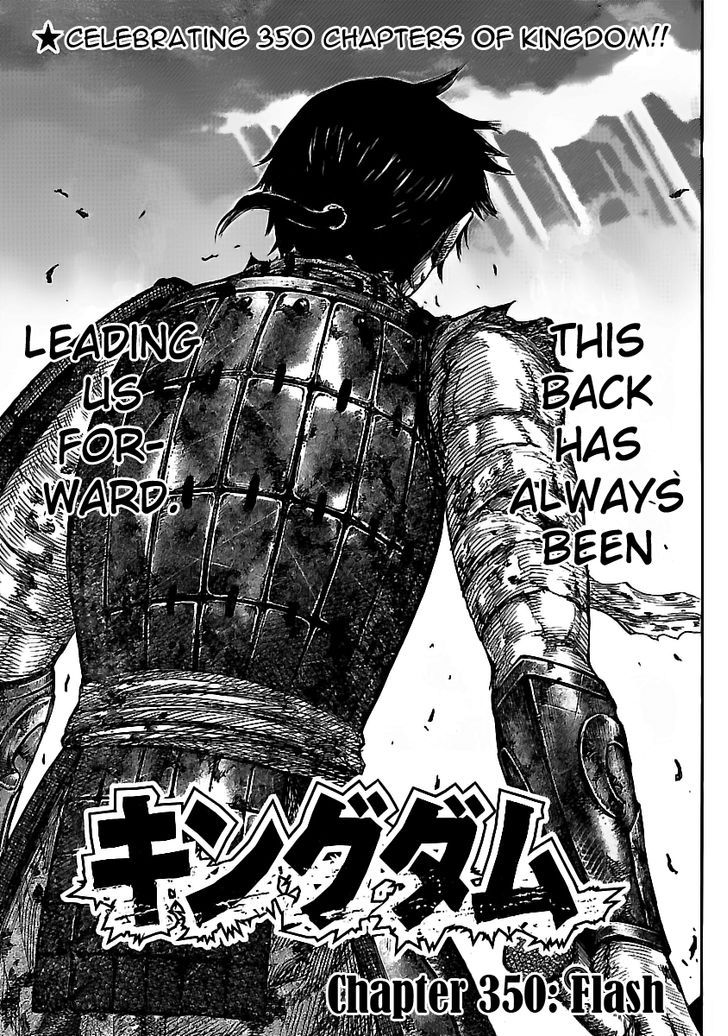 ★CELEBRATING 350 CHAPTERS OF KINGDOM!!
THIS
BACK
HAS
ALWAYS
BEEN
LEADING
US
FOR-
WARD.
キングダム
Chapter 350: Flash